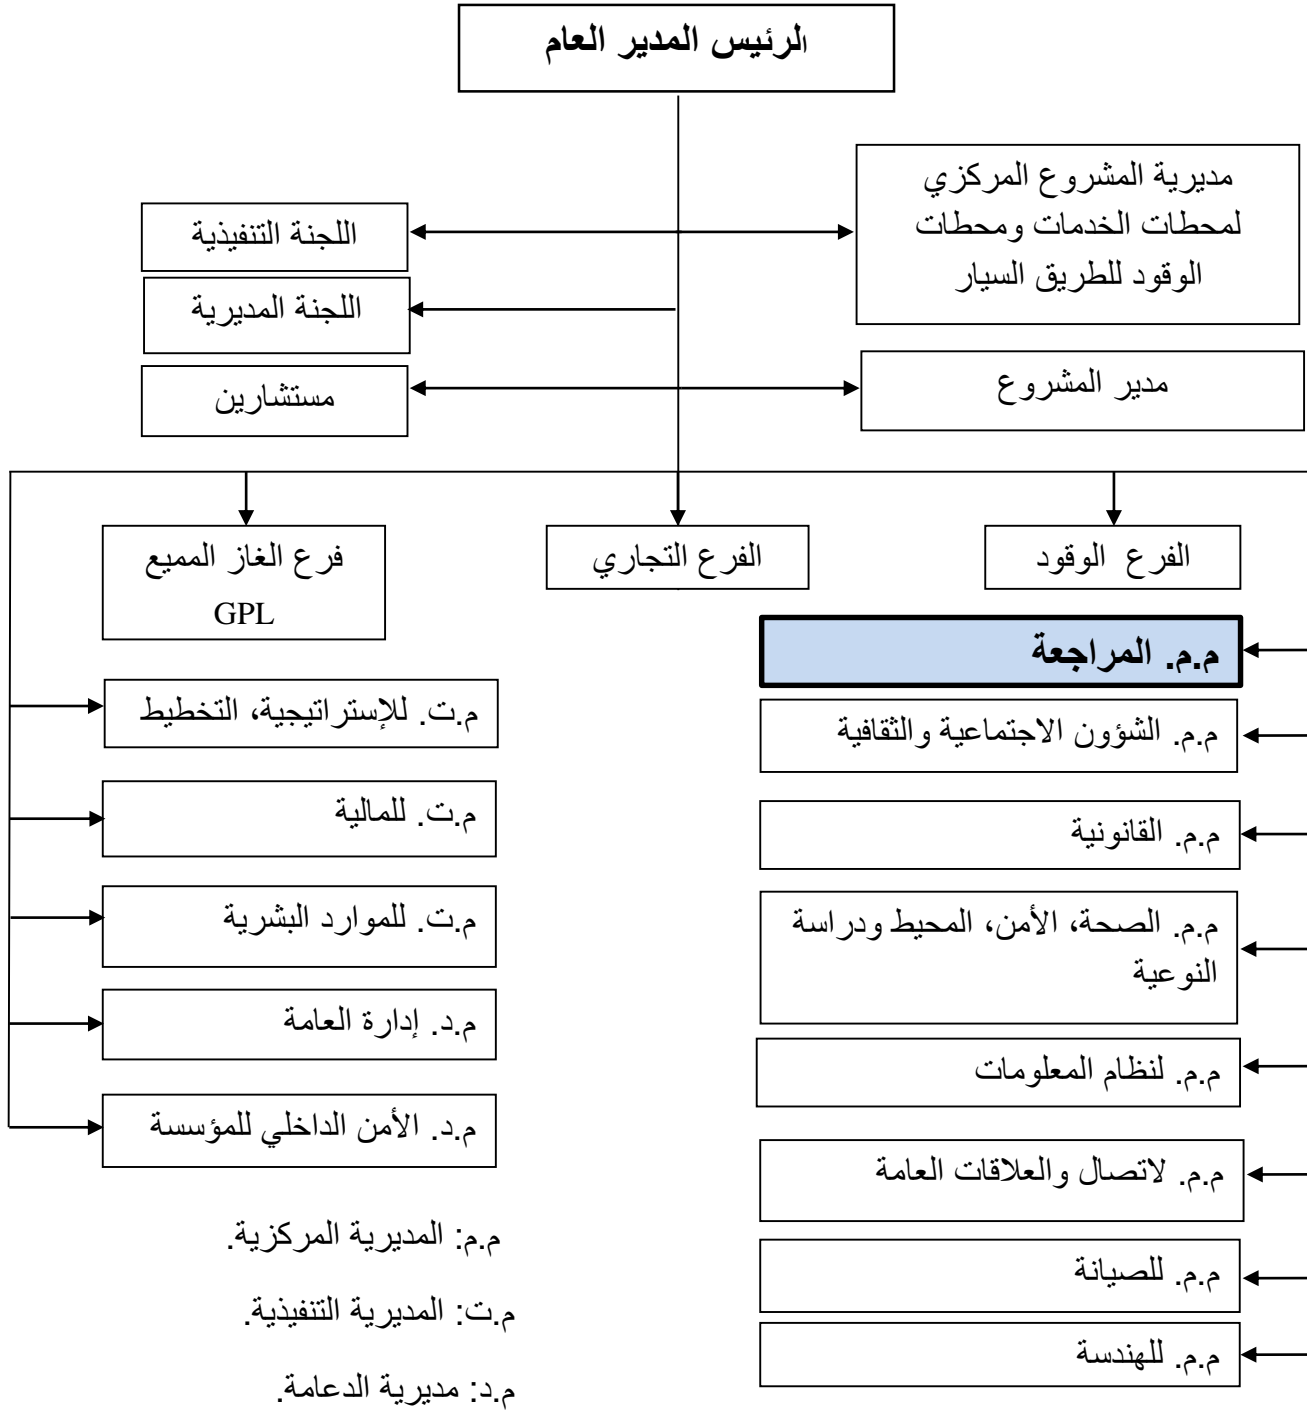 الرئيس المدير العام
مديرية المشروع المركزي
لمحطات الخدمات ومحطات
الوقود للطريق السيار
اللجنة التنفيذية
اللجنة المديرية
مدير المشروع
مستشارين
الفرع الوقود
الفرع التجاري
فرع الغاز المميع
GPL
م.م. المراجعة
م.م. الشؤون الاجتماعية والثقافية
م.م. القانونية
م.م. الصحة، الأمن، المحيط ودراسة
النوعية
م.م. لنظام المعلومات
م.م. لاتصال والعلاقات العامة
م.م. للصيانة
م.م. للهندسة
م.ت. للإستراتيجية، التخطيط
م.ت. للمالية
م.ت. للموارد البشرية
م.د. إدارة العامة
م.د. الأمن الداخلي للمؤسسة
م.م: المديرية المركزية.
م.ت: المديرية التنفيذية.
م.د: مديرية الدعامة.